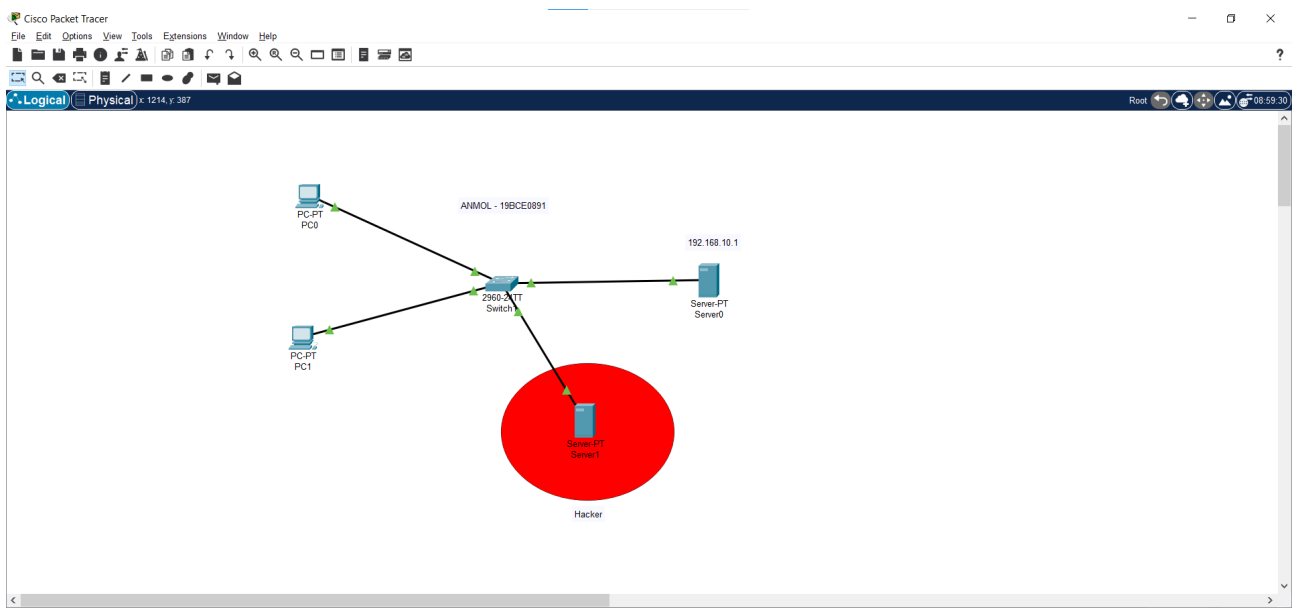 Cisco Packet Tracer
File Edit Options View Tools Extensions Window Help
?
Logical Physical x: 1214, y: 387
Root 08:59:30
PC-PT
PC0
ANMOL - 19BCE0891
192.168.10.1
2960-24TT
Switch1
Server-PT
Server0
PC-PT
PC1
Server-PT
Server1
Hacker